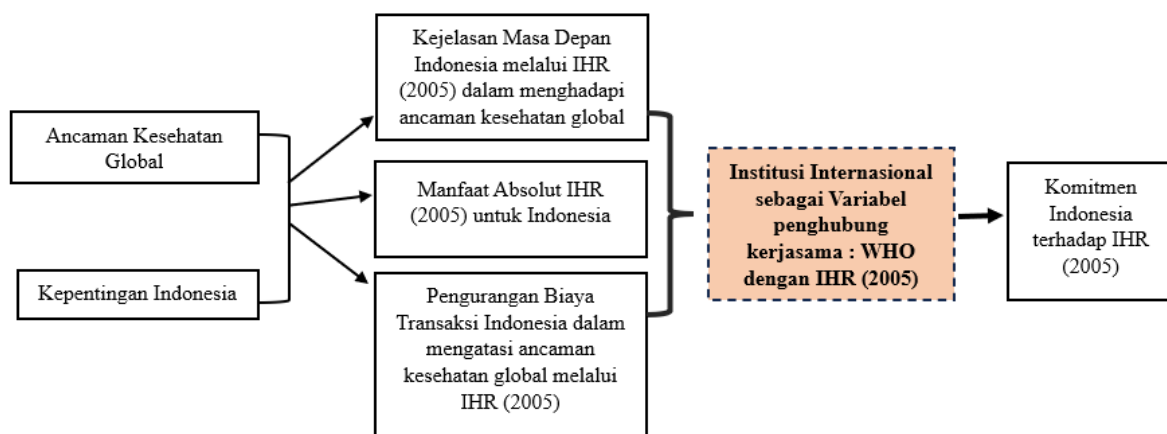 Ancaman Kesehatan
Global
Kepentingan Indonesia
Kejelasan Masa Depan
Indonesia melalui IHR
(2005) dalam menghadapi
ancaman kesehatan global
Manfaat Absolut IHR
(2005) untuk Indonesia
Pengurangan Biaya
Transaksi Indonesia dalam
mengatasi ancaman
kesehatan global melalui
IHR (2005)
Institusi Internasional
sebagai Variabel
penghubung
kerjasama : WHO
dengan IHR (2005)
Komitmen
Indonesia
terhadap IHR
(2005)